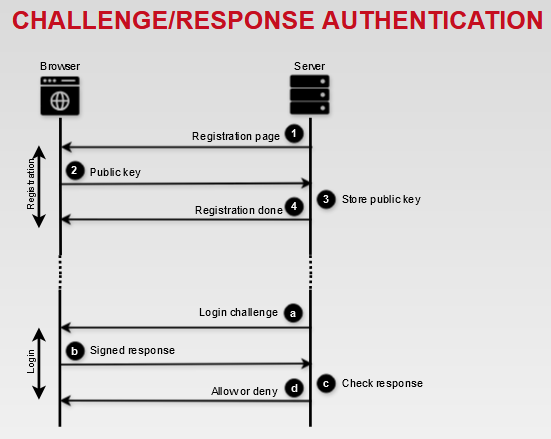 CHALLENGE/RESPONSE AUTHENTICATION
Browser
Server
Registration page 1
2 Public key
Registration
3 Store public key
Registration done 4
Login challenge a
b Signed response
Login
c Check response
Allow or deny d